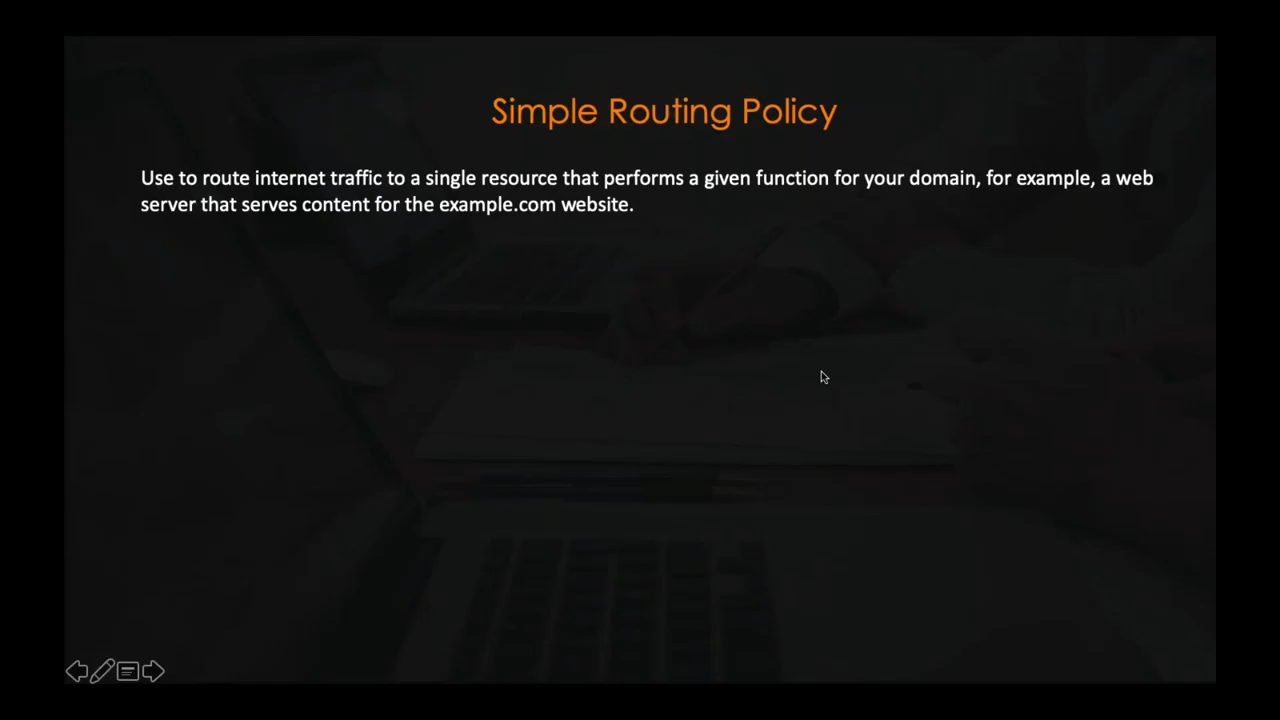 Simple Routing Policy
Use to route internet traffic to a single resource that performs a given function for your domain, for example, a web
server that serves content for the example.com website.